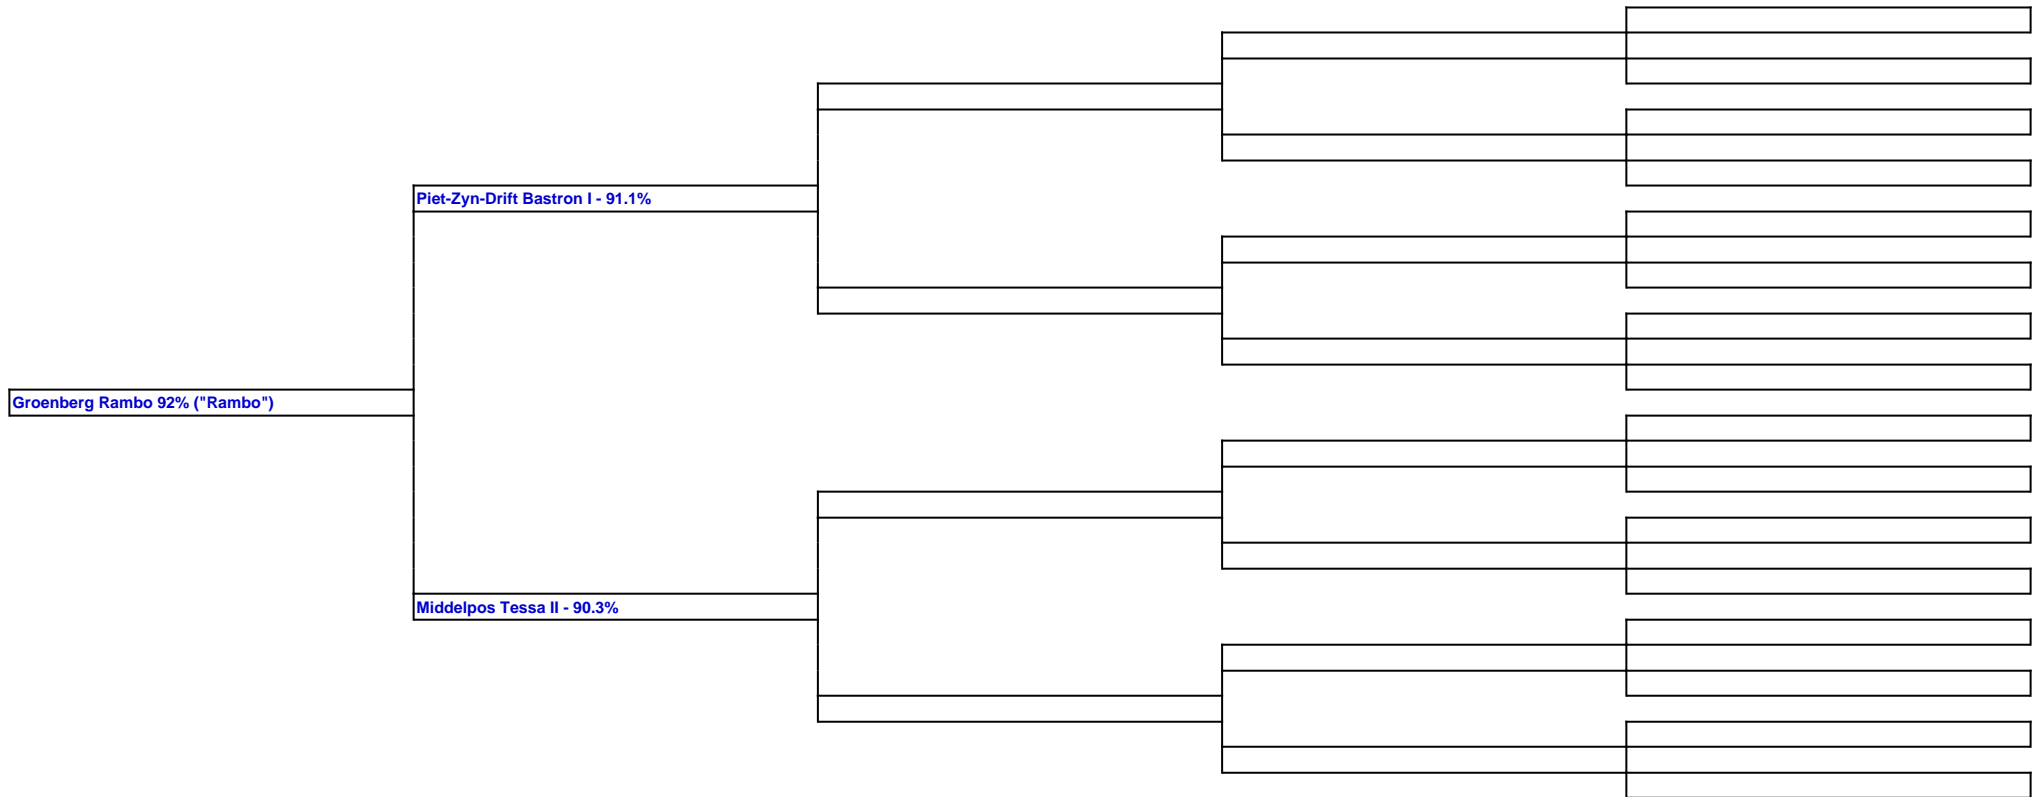 Piet-Zyn-Drift Bastron I - 91.1%
Groenberg Rambo 92% ("Rambo")
Middelpos Tessa II - 90.3%